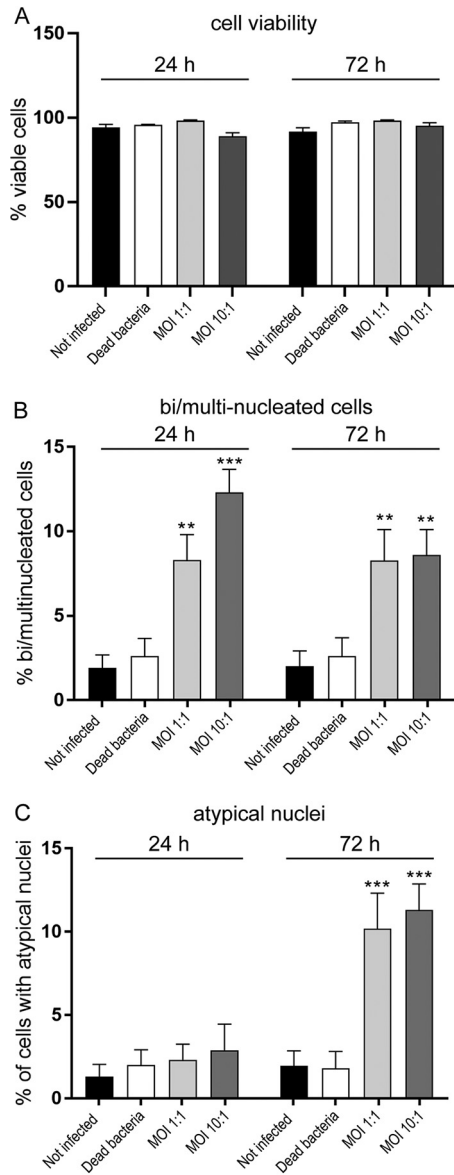 A
cell viability
24 h
72 h
% viable cells
150
100
50
0
Not infected
Dead bacteria
MOI 1:1
MOI 10:1
Not infected
Dead bacteria
MOI 1:1
MOI 10:1
B
bi/multi-nucleated cells
24 h
72 h
% bi/multinucleated cells
15
10
5
0
**
***
**
**
Not infected
Dead bacteria
MOI 1:1
MOI 10:1
Not infected
Dead bacteria
MOI 1:1
MOI 10:1
C
atypical nuclei
24 h
72 h
% of cells with atypical nuclei
15
10
5
0
***
***
Not infected
Dead bacteria
MOI 1:1
MOI 10:1
Not infected
Dead bacteria
MOI 1:1
MOI 10:1